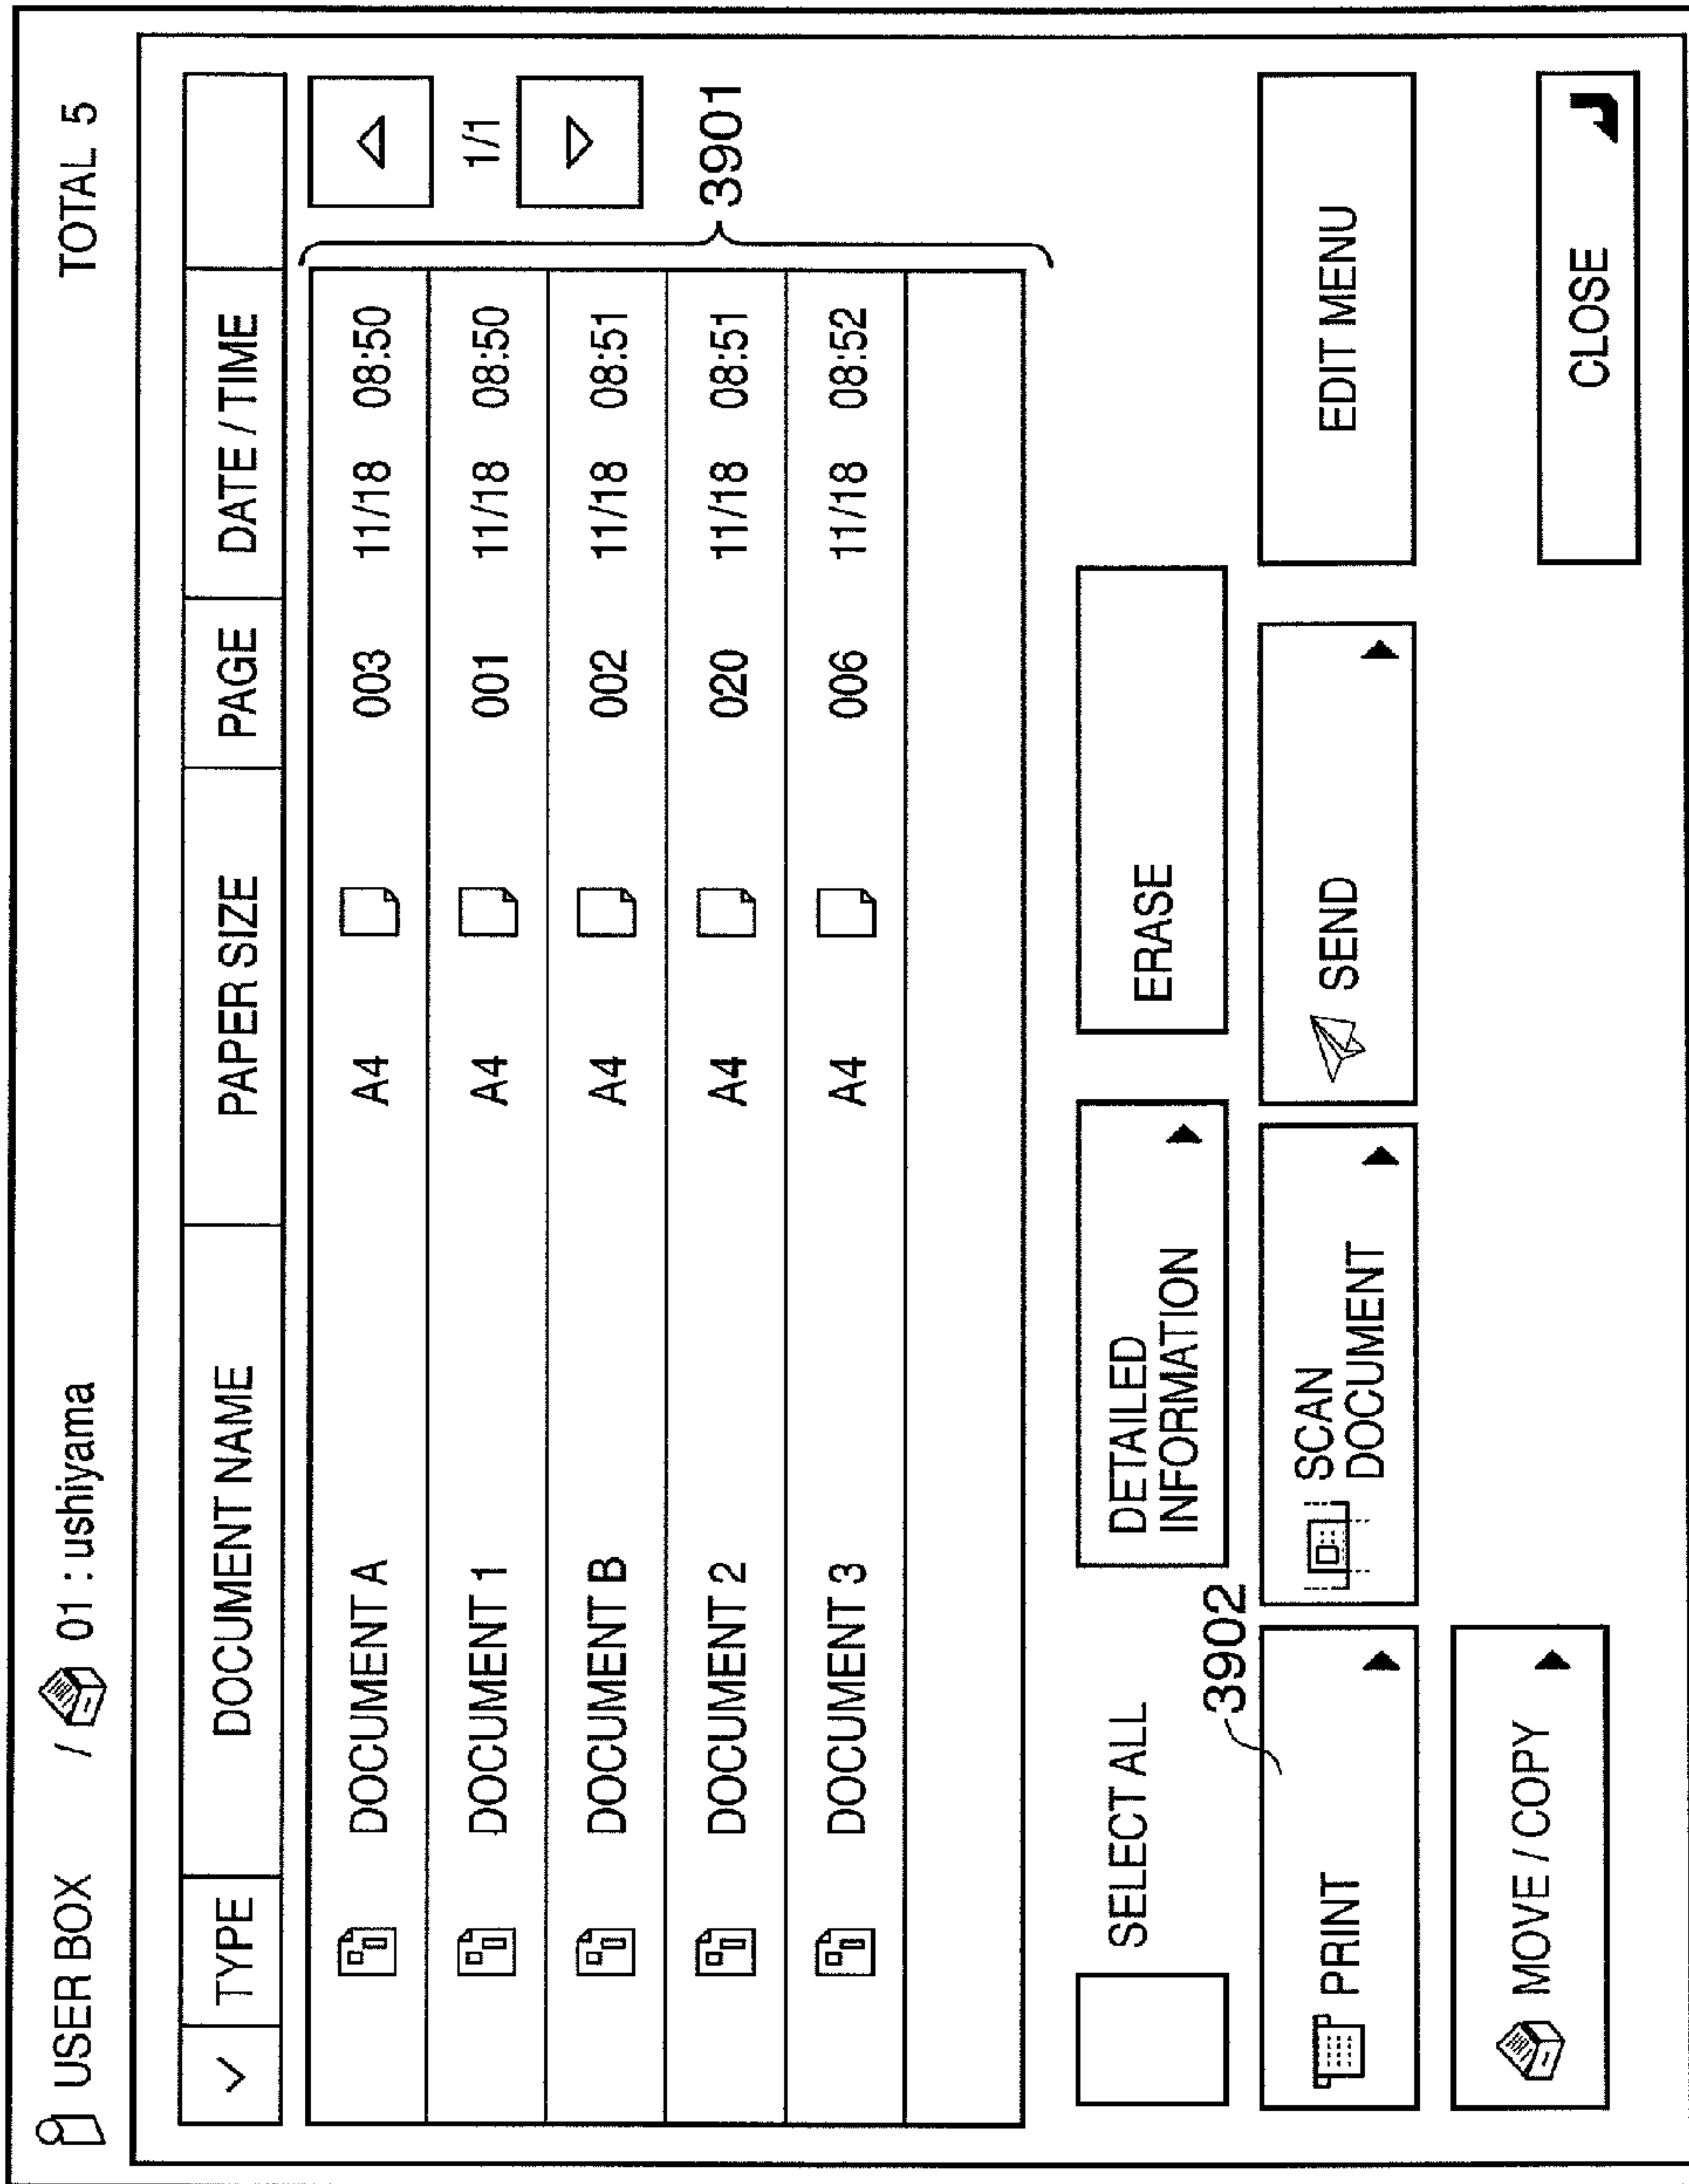 USER BOX / 01 : ushiyama TOTAL 5
TYPE DOCUMENT NAME PAPER SIZE PAGE DATE / TIME
DOCUMENT A A4 003 11/18 08:50
DOCUMENT 1 A4 001 11/18 08:50
DOCUMENT B A4 002 11/18 08:51
DOCUMENT 2 A4 020 11/18 08:51
DOCUMENT 3 A4 006 11/18 08:52
1/1
3901
SELECT ALL
DETAILED
INFORMATION
ERASE
3902
PRINT
SCAN
DOCUMENT
SEND
EDIT MENU
MOVE / COPY
CLOSE